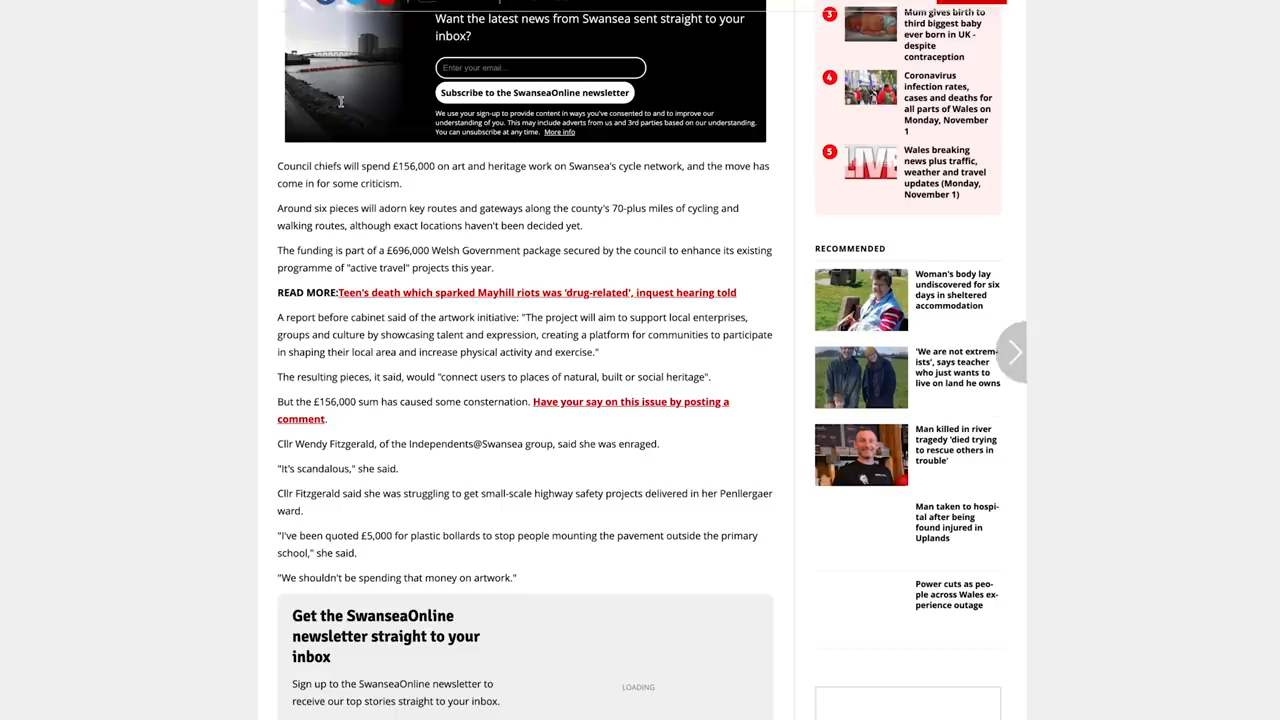 Want the latest news from Swansea sent straight to your
inbox?
Enter your email...
Subscribe to the SwanseaOnline newsletter
We use your sign-up to provide content in ways you've consented to and to improve our
understanding of you. This may include adverts from us and 3rd parties based on our understanding.
You can unsubscribe at any time. More info
Council chiefs will spend £156,000 on art and heritage work on Swansea's cycle network, and the move has
come in for some criticism.
Around six pieces will adorn key routes and gateways along the county's 70-plus miles of cycling and
walking routes, although exact locations haven't been decided yet.
The funding is part of a £696,000 Welsh Government package secured by the council to enhance its existing
programme of "active travel" projects this year.
READ MORE:Teen's death which sparked Mayhill riots was 'drug-related', inquest hearing told
A report before cabinet said of the artwork initiative: "The project will aim to support local enterprises,
groups and culture by showcasing talent and expression, creating a platform for communities to participate
in shaping their local area and increase physical activity and exercise."
The resulting pieces, it said, would "connect users to places of natural, built or social heritage".
But the £156,000 sum has caused some consternation. Have your say on this issue by posting a
comment.
Cllr Wendy Fitzgerald, of the Independents@Swansea group, said she was enraged.
"It's scandalous," she said.
Cllr Fitzgerald said she was struggling to get small-scale highway safety projects delivered in her Penllergaer
ward.
"I've been quoted £5,000 for plastic bollards to stop people mounting the pavement outside the primary
school," she said.
"We shouldn't be spending that money on artwork."
Get the SwanseaOnline
newsletter straight to your
inbox
Sign up to the SwanseaOnline newsletter to
receive our top stories straight to your inbox.
LOADING
3
Mum gives birth to
third biggest baby
ever born in UK -
despite
contraception
4
Coronavirus
infection rates,
cases and deaths for
all parts of Wales on
Monday, November
1
5
LIVE
Wales breaking
news plus traffic,
weather and travel
updates (Monday,
November 1)
RECOMMENDED
Woman's body lay
undiscovered for six
days in sheltered
accommodation
'We are not extrem-
ists', says teacher
who just wants to
live on land he owns
Man killed in river
tragedy 'died trying
to rescue others in
trouble'
Man taken to hospi-
tal after being
found injured in
Uplands
Power cuts as peo-
ple across Wales ex-
perience outage